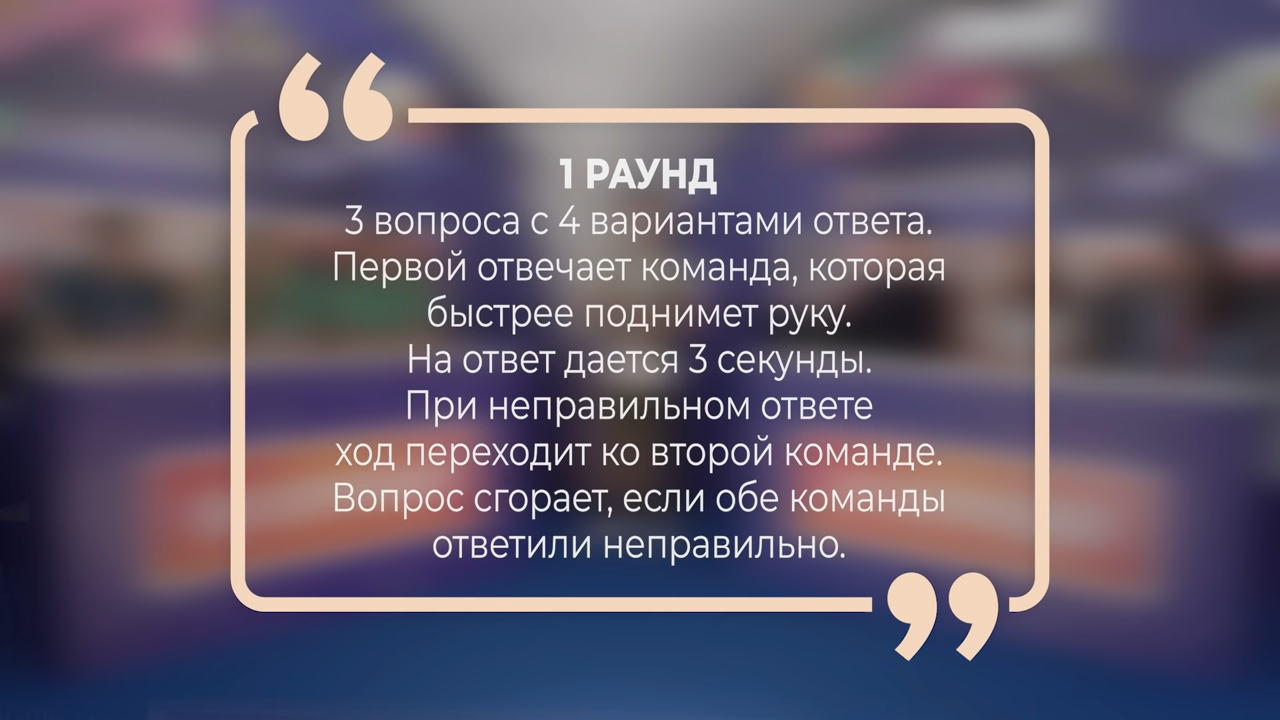 1 РАУНД
3 вопроса с 4 вариантами ответа.
Первой отвечает команда, которая
быстрее поднимет руку.
На ответ дается 3 секунды.
При неправильном ответе
ход переходит ко второй команде.
Вопрос сгорает, если обе команды
ответили неправильно.